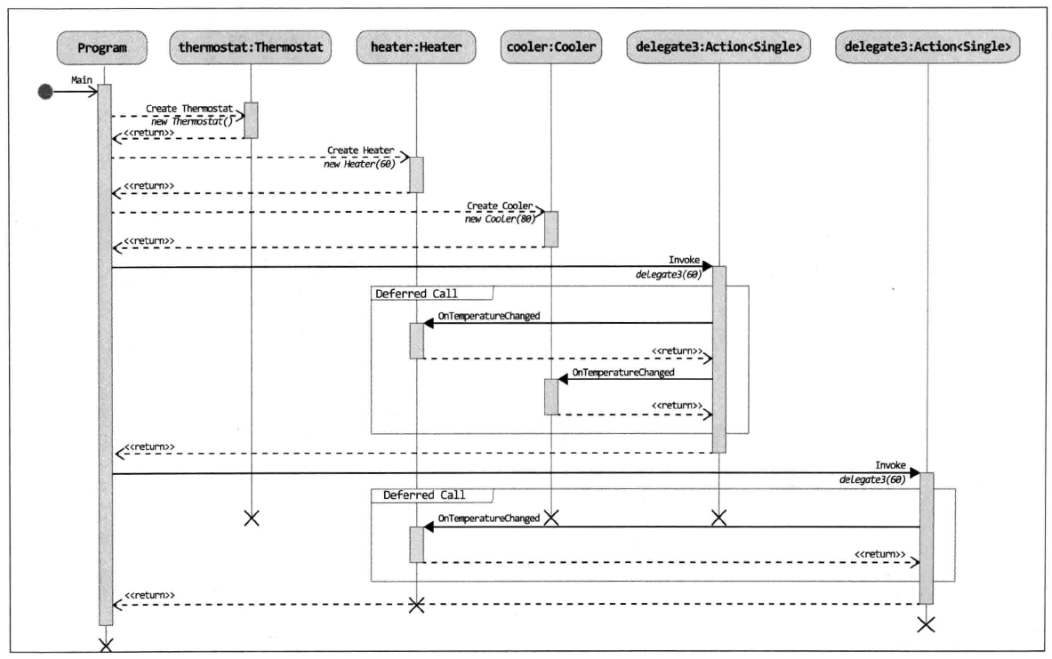 Program
thermostat:Thermostat
heater:Heater
cooler:Cooler
delegate3:Action<Single>
delegate3:Action<Single>
Main
Create Thermostat
new Thermostat()
<<return>>
Create Heater
new Heater(60)
<<return>>
Create Cooler
new Cooler(80)
<<return>>
Invoke
delegate3(60)
Deferred Call
OnTemperatureChanged
<<return>>
OnTemperatureChanged
<<return>>
<<return>>
Invoke
delegate3(60)
Deferred Call
OnTemperatureChanged
<<return>>
<<return>>